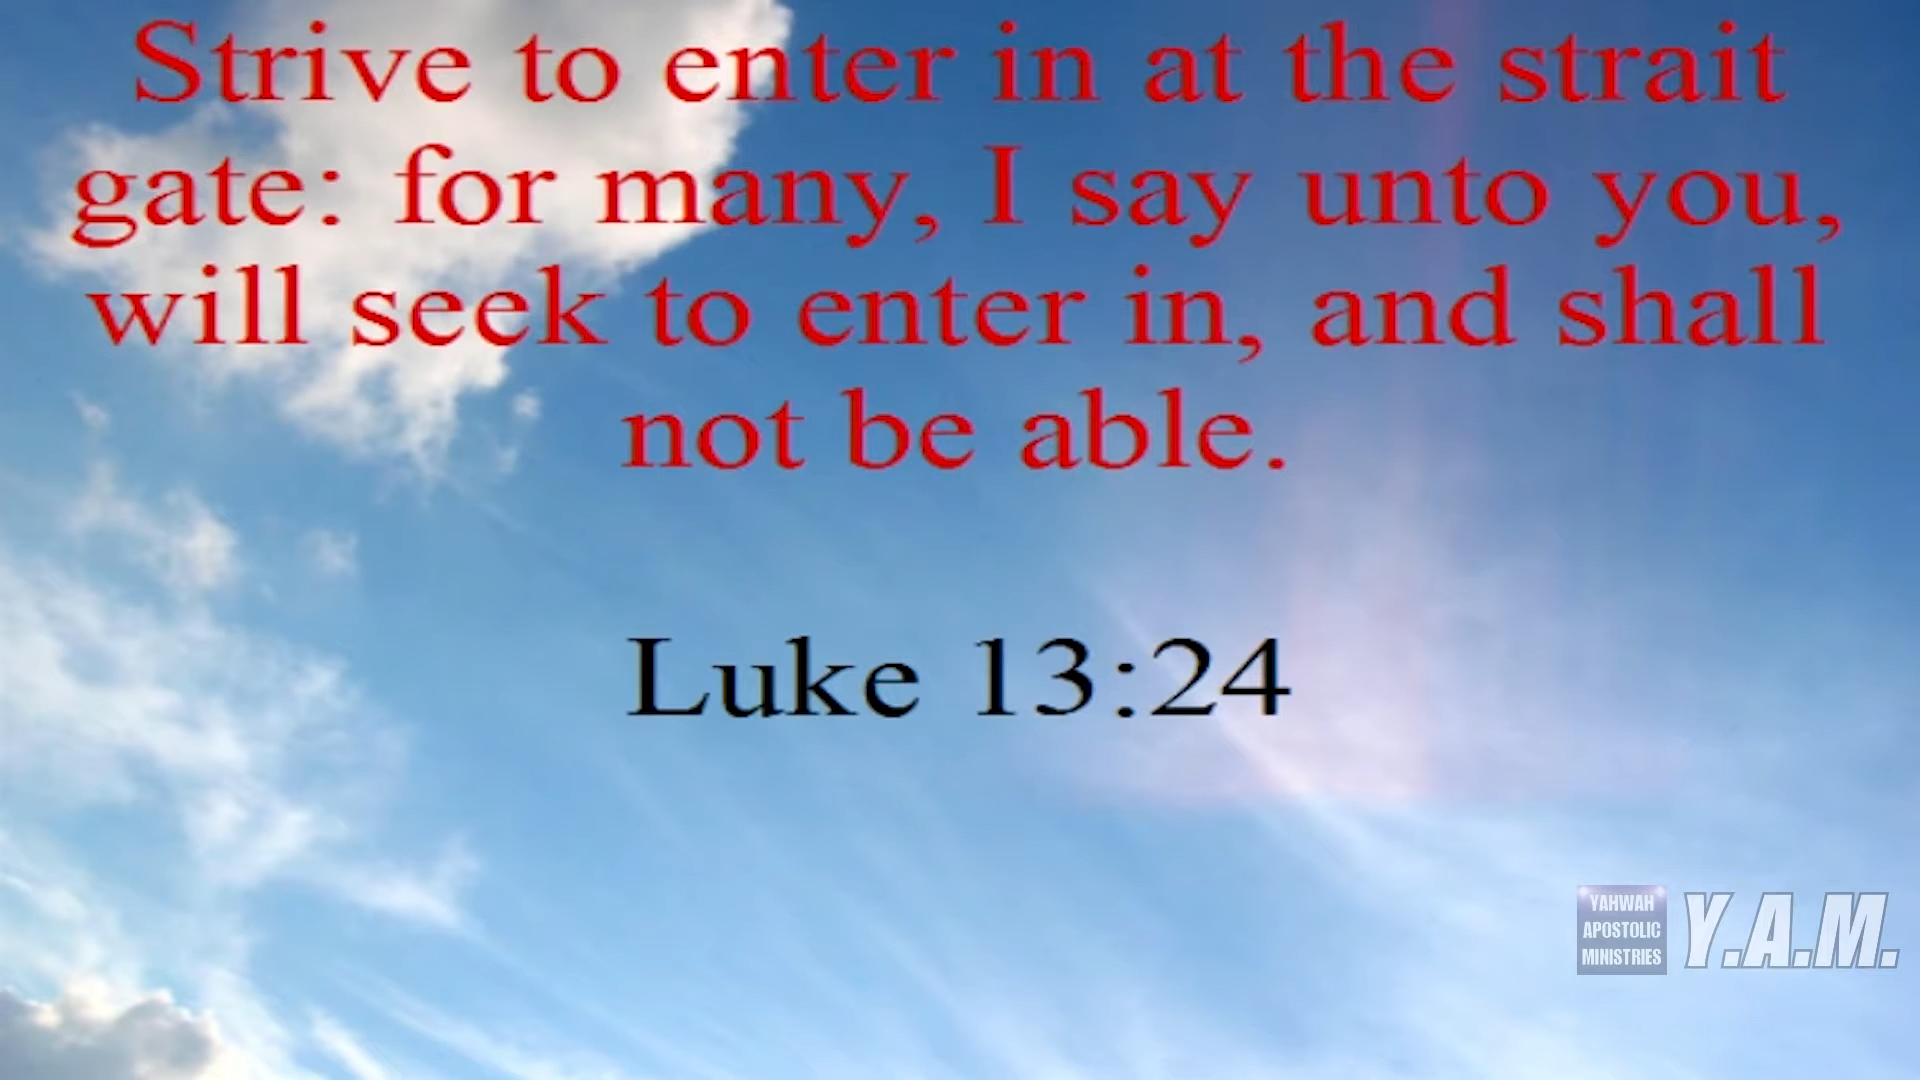 Strive to enter in at the strait
gate: for many, I say unto you,
will seek to enter in, and shall
not be able.
Luke 13:24
YAHWAH
APOSTOLIC
MINISTRIES
Y.A.M.